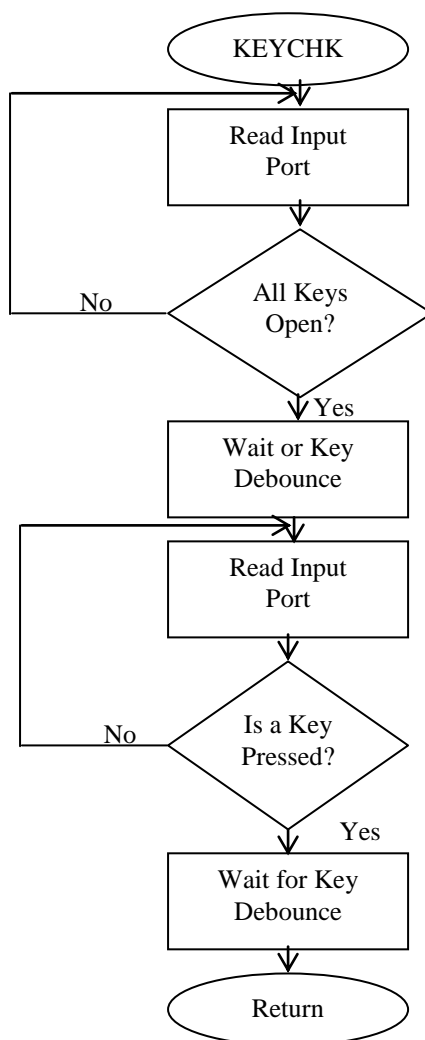 KEYCHK
Read Input
Port
All Keys
Open?
No
Yes
Wait or Key
Debounce
Read Input
Port
Is a Key
Pressed?
No
Yes
Wait for Key
Debounce
Return